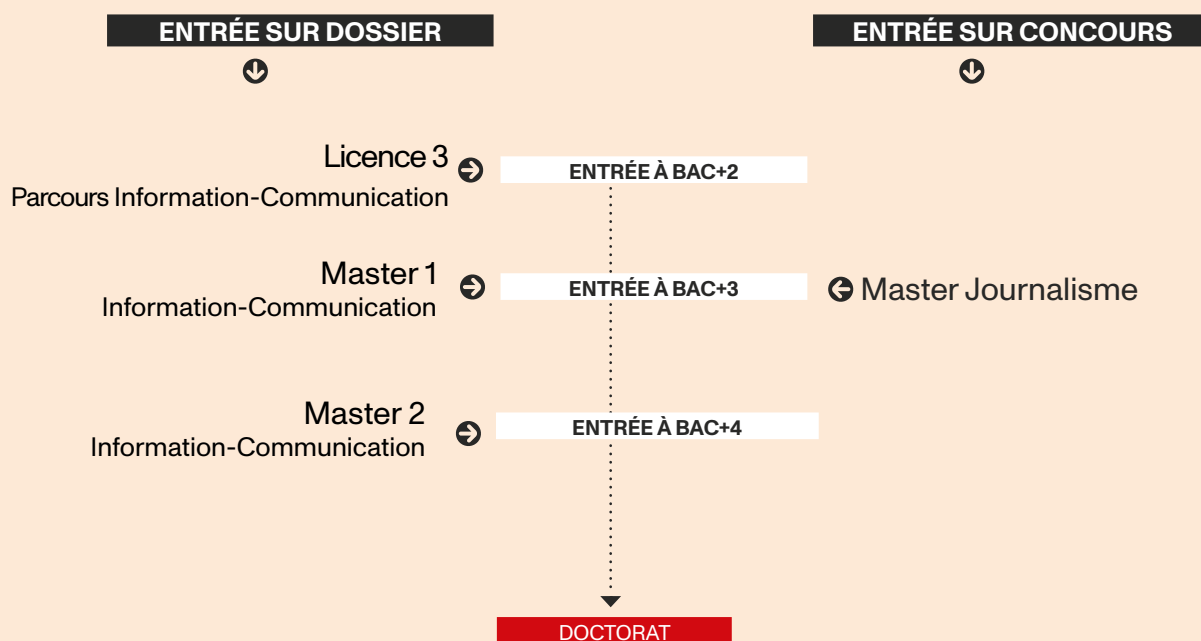 ENTRÉE SUR DOSSIER
ENTRÉE SUR CONCOURS
Licence 3
Parcours Information-Communication
ENTRÉE À BAC+2
Master 1
Information-Communication
ENTRÉE À BAC+3
Master Journalisme
Master 2
Information-Communication
ENTRÉE À BAC+4
DOCTORAT